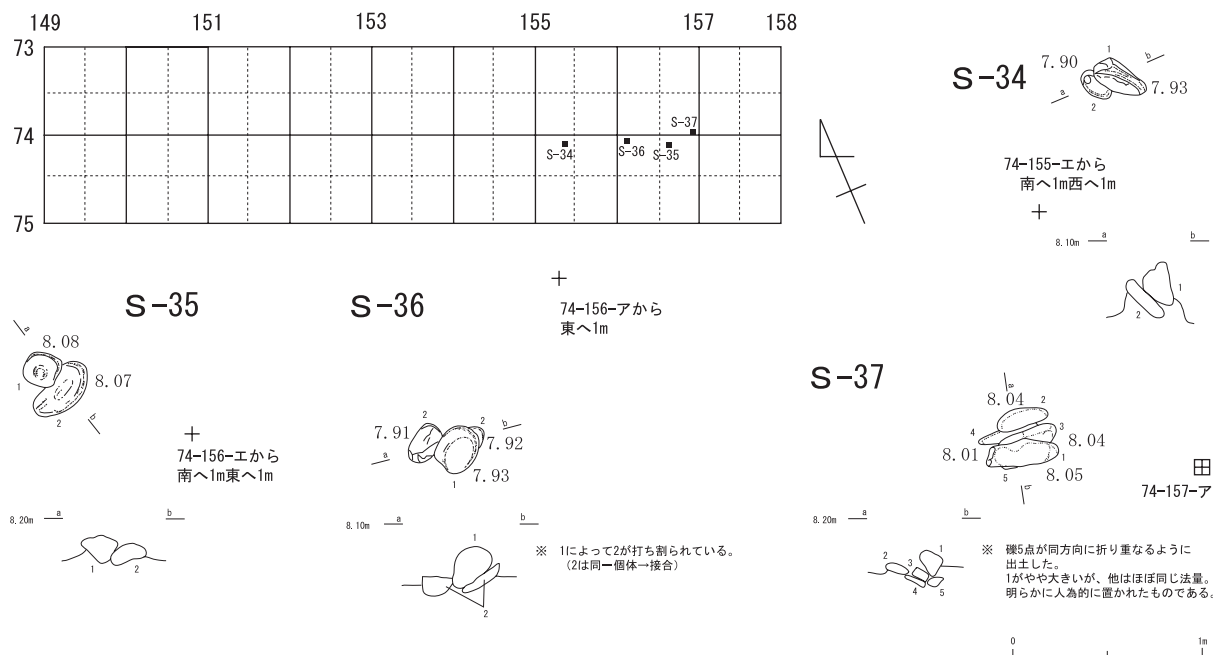 149 151 153 155 157 158
73
74
75
S-34
S-36
S-35
S-37
S-34
7.90
7.93
1
2
b
a
74-155-エから
南へ1m西へ1m
8.10m a b
1
2
S-35
a
8.08
8.07
1
2
b
74-156-エから
南へ1m東へ1m
8.20m a b
1 2
S-36
74-156-アから
東へ1m
2
2
b
7.91
7.92
a
7.93
1
8.10m a b
1
2
※ 1によって2が打ち割られている。
(2は同一個体→接合)
S-37
a
8.04 2
4
3
8.04
8.01
1
8.05
5
b
74-157-ア
8.20m a b
2 3 1
4 5
※ 礫5点が同方向に折り重なるように
出土した。
1がやや大きいが、他はほぼ同じ法量。
明らかに人為的に置かれたものである。
0 1m